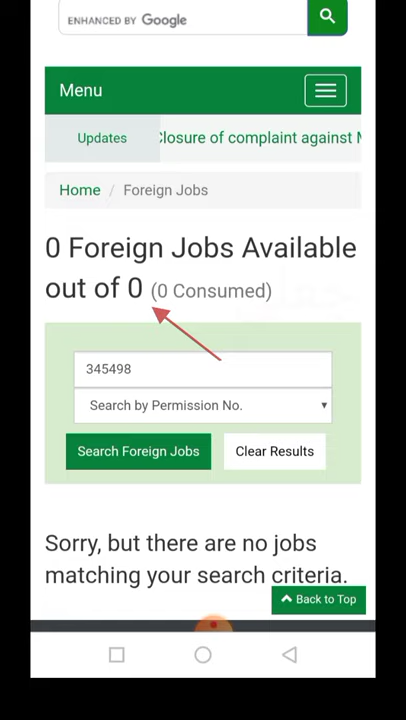 ENHANCED BY Google
Menu
Updates
Closure of complaint against M
Home / Foreign Jobs
0 Foreign Jobs Available
out of 0 (0 Consumed)
345498
Search by Permission No.
Search Foreign Jobs
Clear Results
Sorry, but there are no jobs
matching your search criteria.
Back to Top